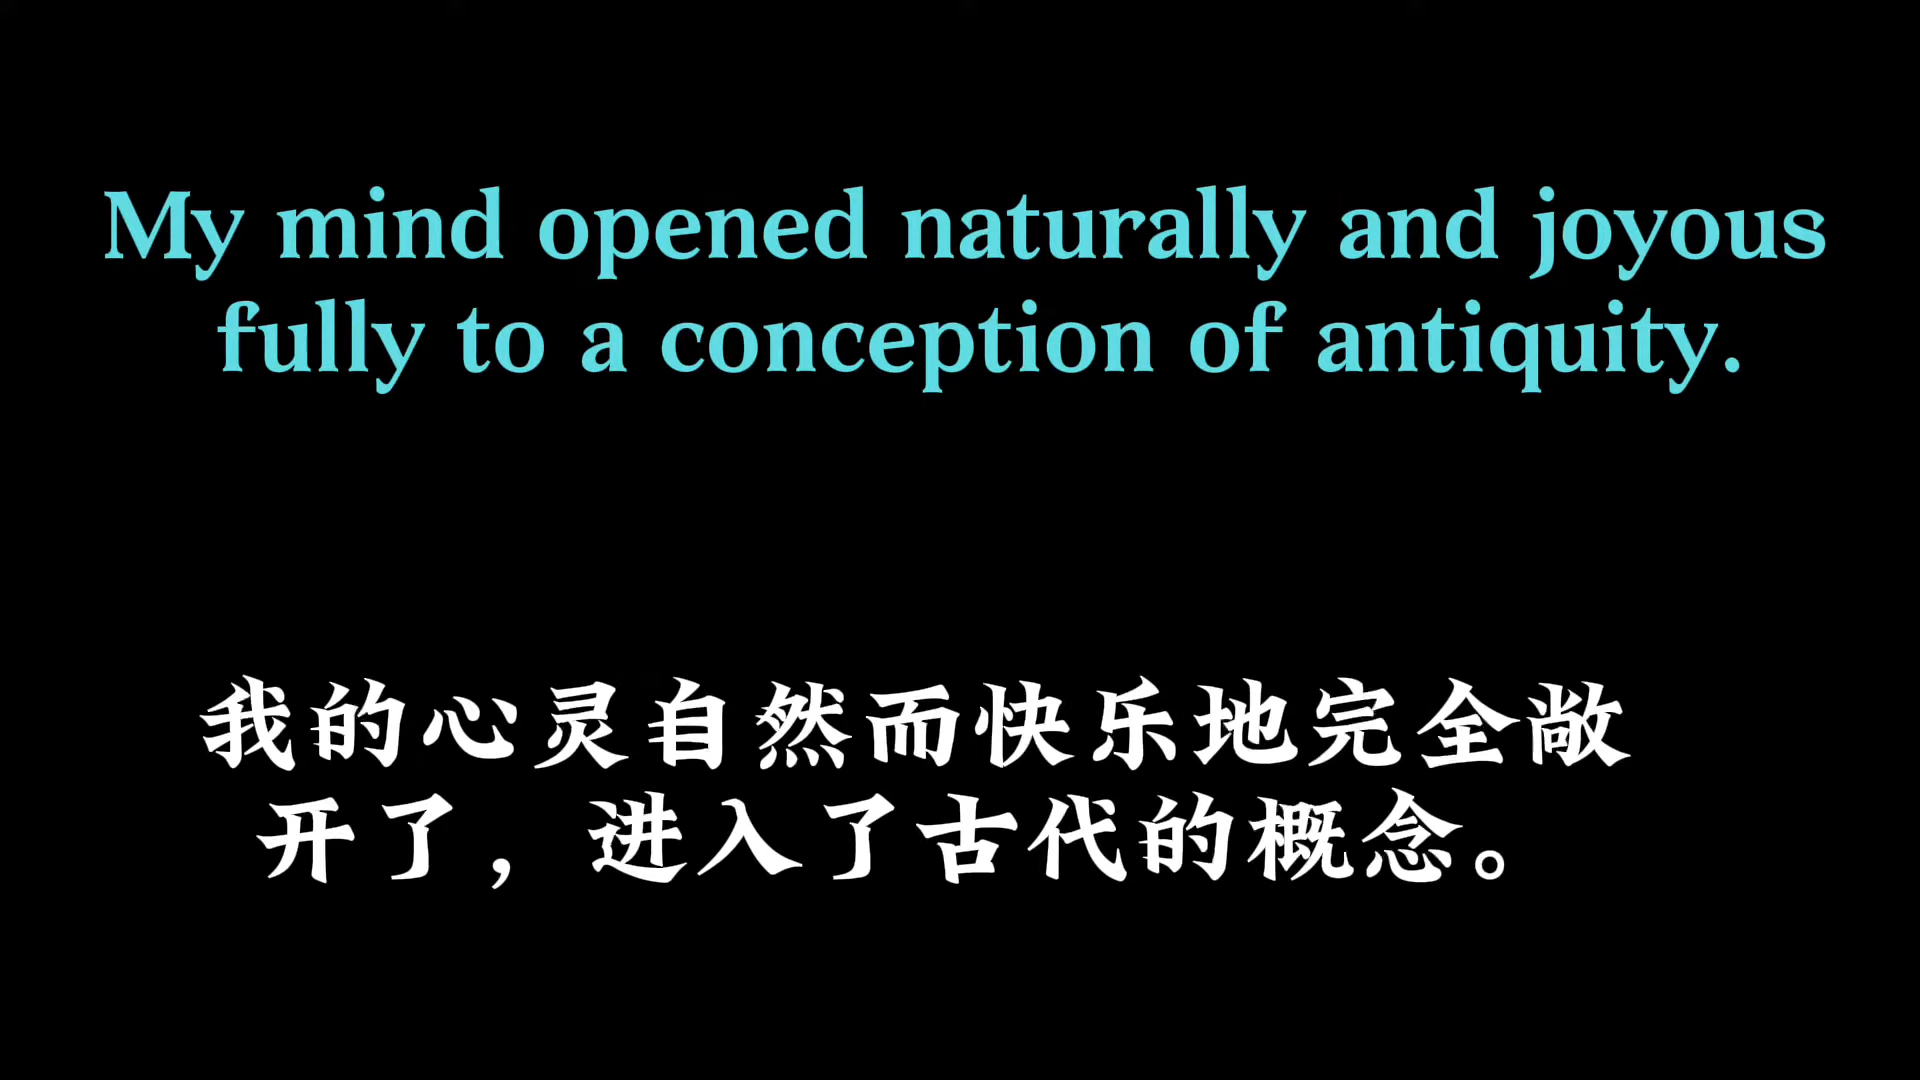 My mind opened naturally and joyous
fully to a conception of antiquity.
我的心灵自然而快乐地完全敞
开了，进入了古代的概念。